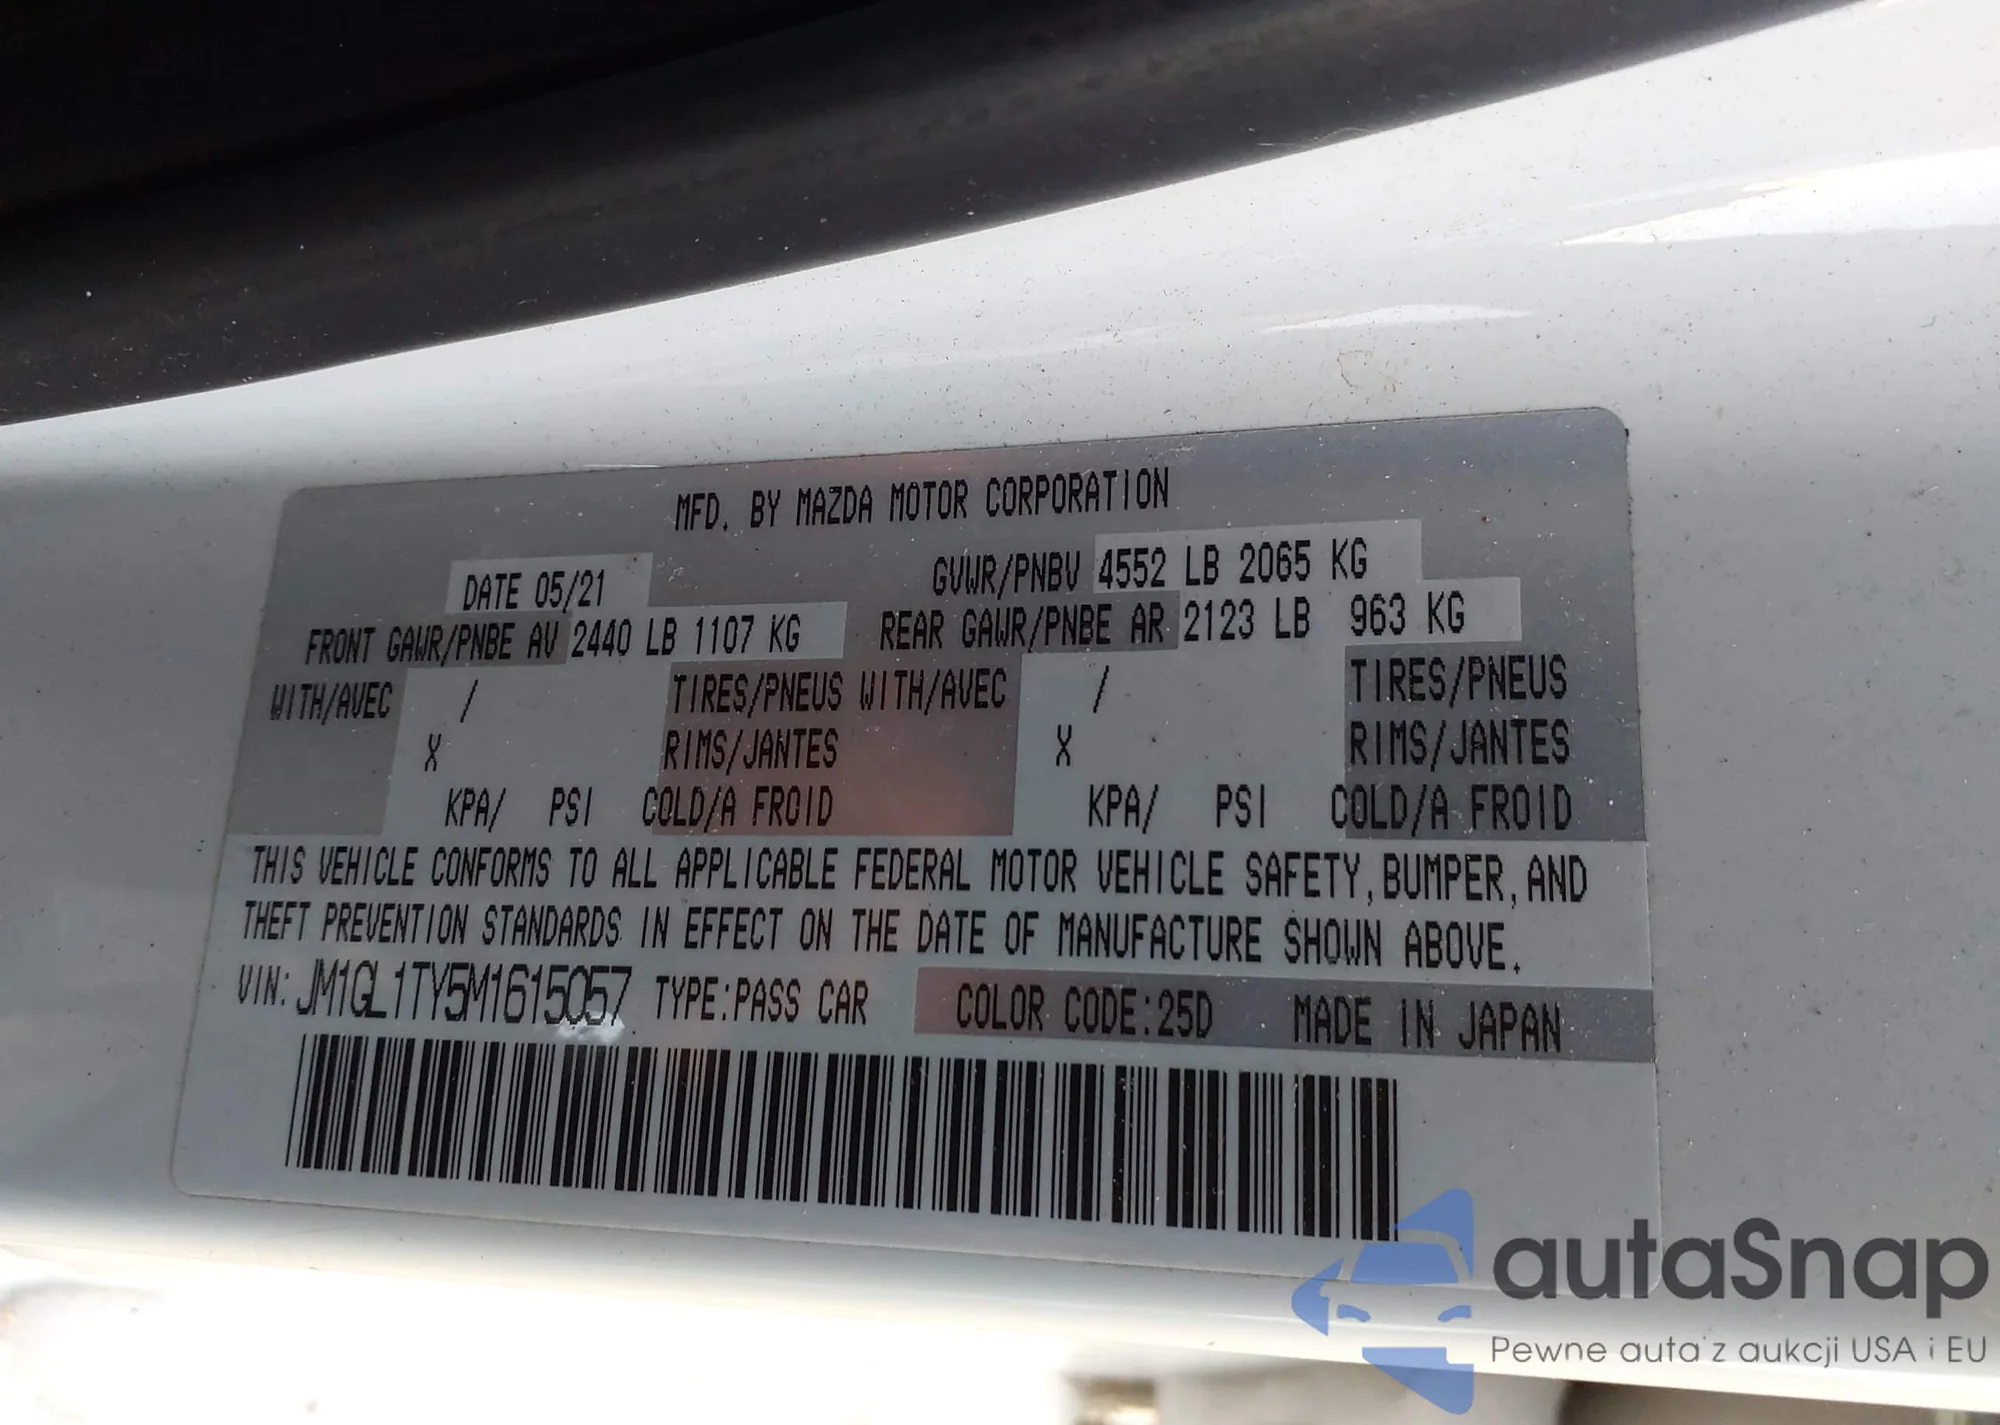 MFD. BY MAZDA MOTOR CORPORATION
DATE 05/21 GVWR/PNBV 4552 LB 2065 KG
FRONT GAWR/PNBE AV 2440 LB 1107 KG REAR GAWR/PNBE AR 2123 LB 963 KG
WITH/AVEC / TIRES/PNEUS WITH/AVEC / TIRES/PNEUS
X RIMS/JANTES X RIMS/JANTES
KPA/ PSI COLD/A FROID KPA/ PSI COLD/A FROID
THIS VEHICLE CONFORMS TO ALL APPLICABLE FEDERAL MOTOR VEHICLE SAFETY, BUMPER, AND
THEFT PREVENTION STANDARDS IN EFFECT ON THE DATE OF MANUFACTURE SHOWN ABOVE.
VIN: JM1GL1TY5M1615057 TYPE:PASS CAR COLOR CODE:25D MADE IN JAPAN
autaSnap
Pewne auta z aukcji USA i EU